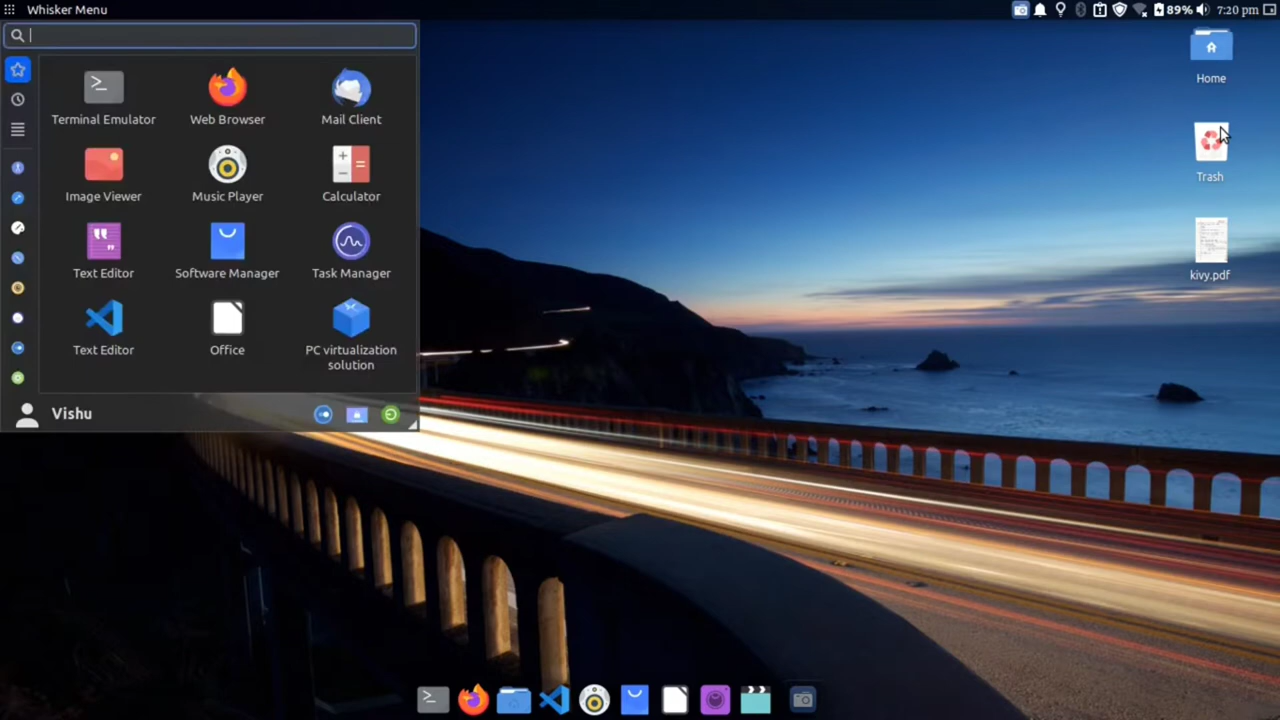 Whisker Menu
89%
7:20 pm
Terminal Emulator
Web Browser
Mail Client
Image Viewer
Music Player
Calculator
Text Editor
Software Manager
Task Manager
Text Editor
Office
PC virtualization
solution
Vishu
Home
Trash
kivy.pdf